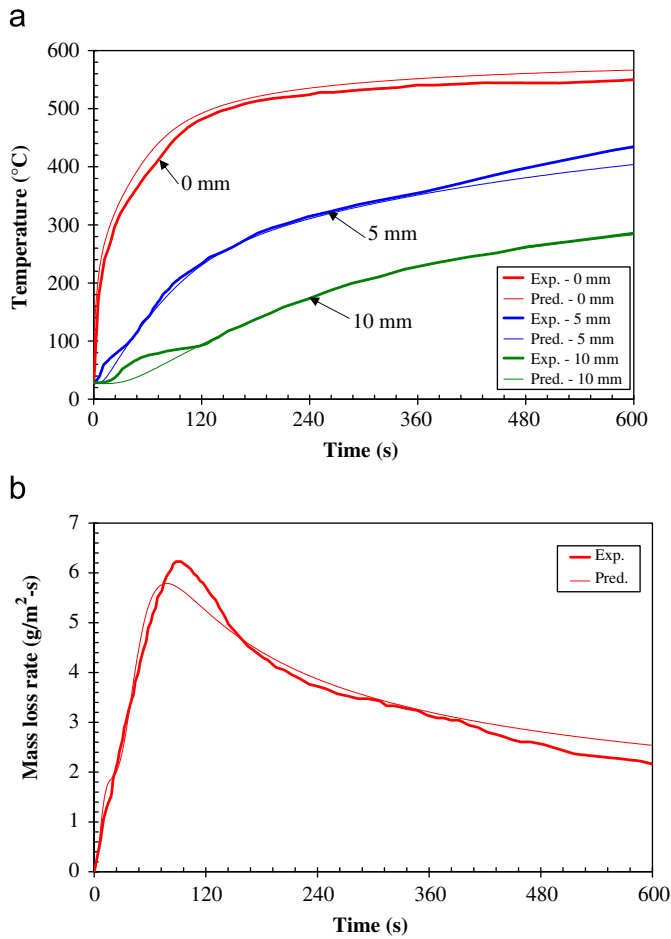 a
600
500
400
300
200
100
0
Temperature (°C)
0 mm
5 mm
10 mm
Exp. - 0 mm
Pred. - 0 mm
Exp. - 5 mm
Pred. - 5 mm
Exp. - 10 mm
Pred. - 10 mm
0 120 240 360 480 600
Time (s)
b
7
6
5
4
3
2
1
0
Mass loss rate (g/m²-s)
Exp.
Pred.
0 120 240 360 480 600
Time (s)